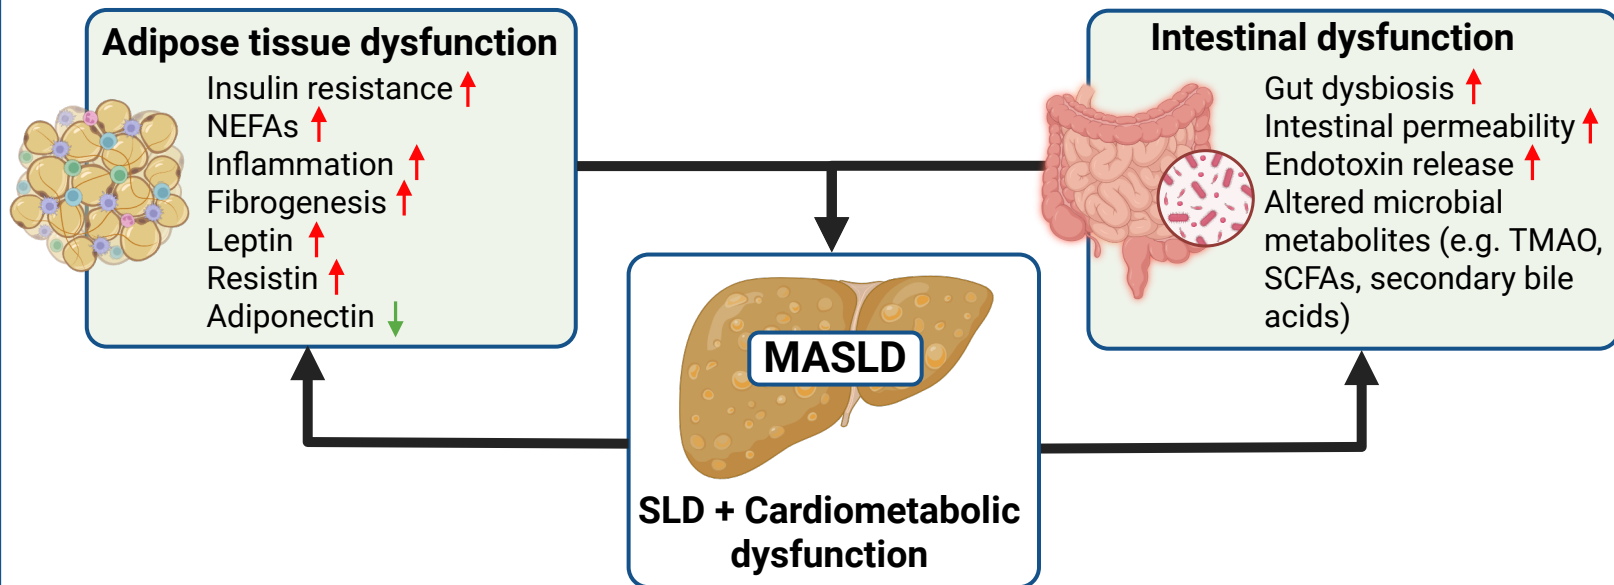 Adipose tissue dysfunction
Insulin resistance
NEFAs
Inflammation
Fibrogenesis
Leptin
Resistin
Adiponectin
Intestinal dysfunction
Gut dysbiosis
Intestinal permeability
Endotoxin release
Altered microbial
metabolites (e.g. TMAO,
SCFAs, secondary bile
acids)
MASLD
SLD + Cardiometabolic
dysfunction